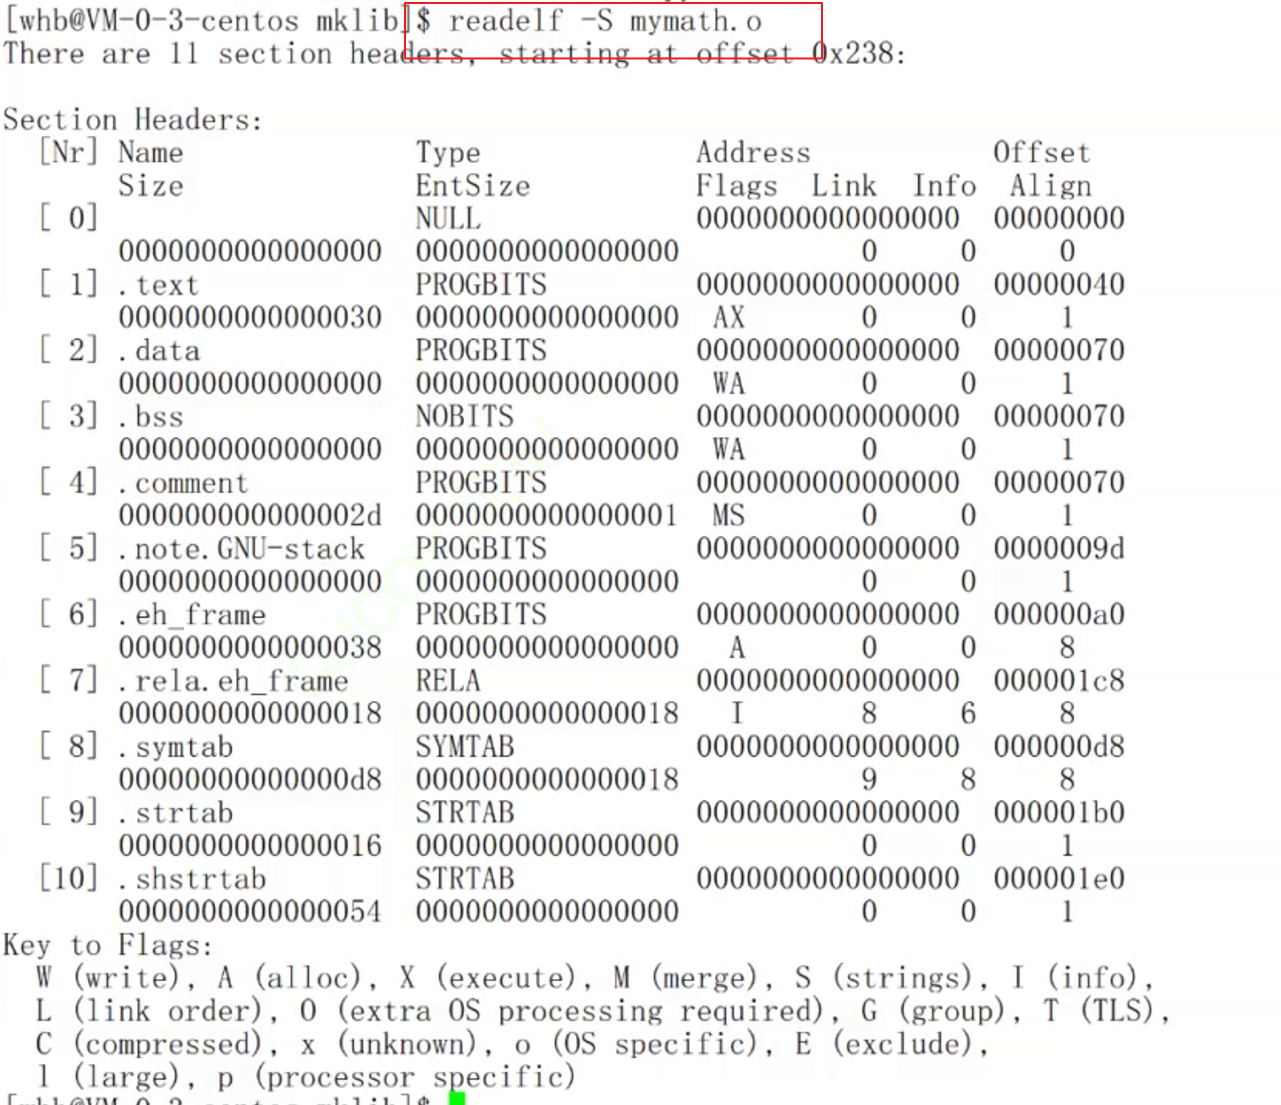 [whb@VM-0-3-centos mklib]$ readelf -S mymath.o
There are 11 section headers, starting at offset 0x238:
Section Headers:
[Nr] Name Type Address Offset
Size EntSize Flags Link Info Align
[ 0] NULL 0000000000000000 00000000
0000000000000000 0000000000000000 0 0 0
[ 1] .text PROGBITS 0000000000000000 00000040
0000000000000030 0000000000000000 AX 0 0 1
[ 2] .data PROGBITS 0000000000000000 00000070
0000000000000000 0000000000000000 WA 0 0 1
[ 3] .bss NOBITS 0000000000000000 00000070
0000000000000000 0000000000000000 WA 0 0 1
[ 4] .comment PROGBITS 0000000000000000 00000070
000000000000002d 0000000000000001 MS 0 0 1
[ 5] .note.GNU-stack PROGBITS 0000000000000000 0000009d
0000000000000000 0000000000000000 0 0 1
[ 6] .eh_frame PROGBITS 0000000000000000 000000a0
0000000000000038 0000000000000000 A 0 0 8
[ 7] .rela.eh_frame RELA 0000000000000000 000001c8
0000000000000018 0000000000000018 I 8 6 8
[ 8] .symtab SYMTAB 0000000000000000 000000d8
00000000000000d8 0000000000000018 9 8 8
[ 9] .strtab STRTAB 0000000000000000 000001b0
0000000000000016 0000000000000000 0 0 1
[10] .shstrtab STRTAB 0000000000000000 000001e0
0000000000000054 0000000000000000 0 0 1
Key to Flags:
W (write), A (alloc), X (execute), M (merge), S (strings), I (info),
L (link order), O (extra OS processing required), G (group), T (TLS),
C (compressed), x (unknown), o (OS specific), E (exclude),
l (large), p (processor specific)
[whb@VM-0-3-centos mklib]$